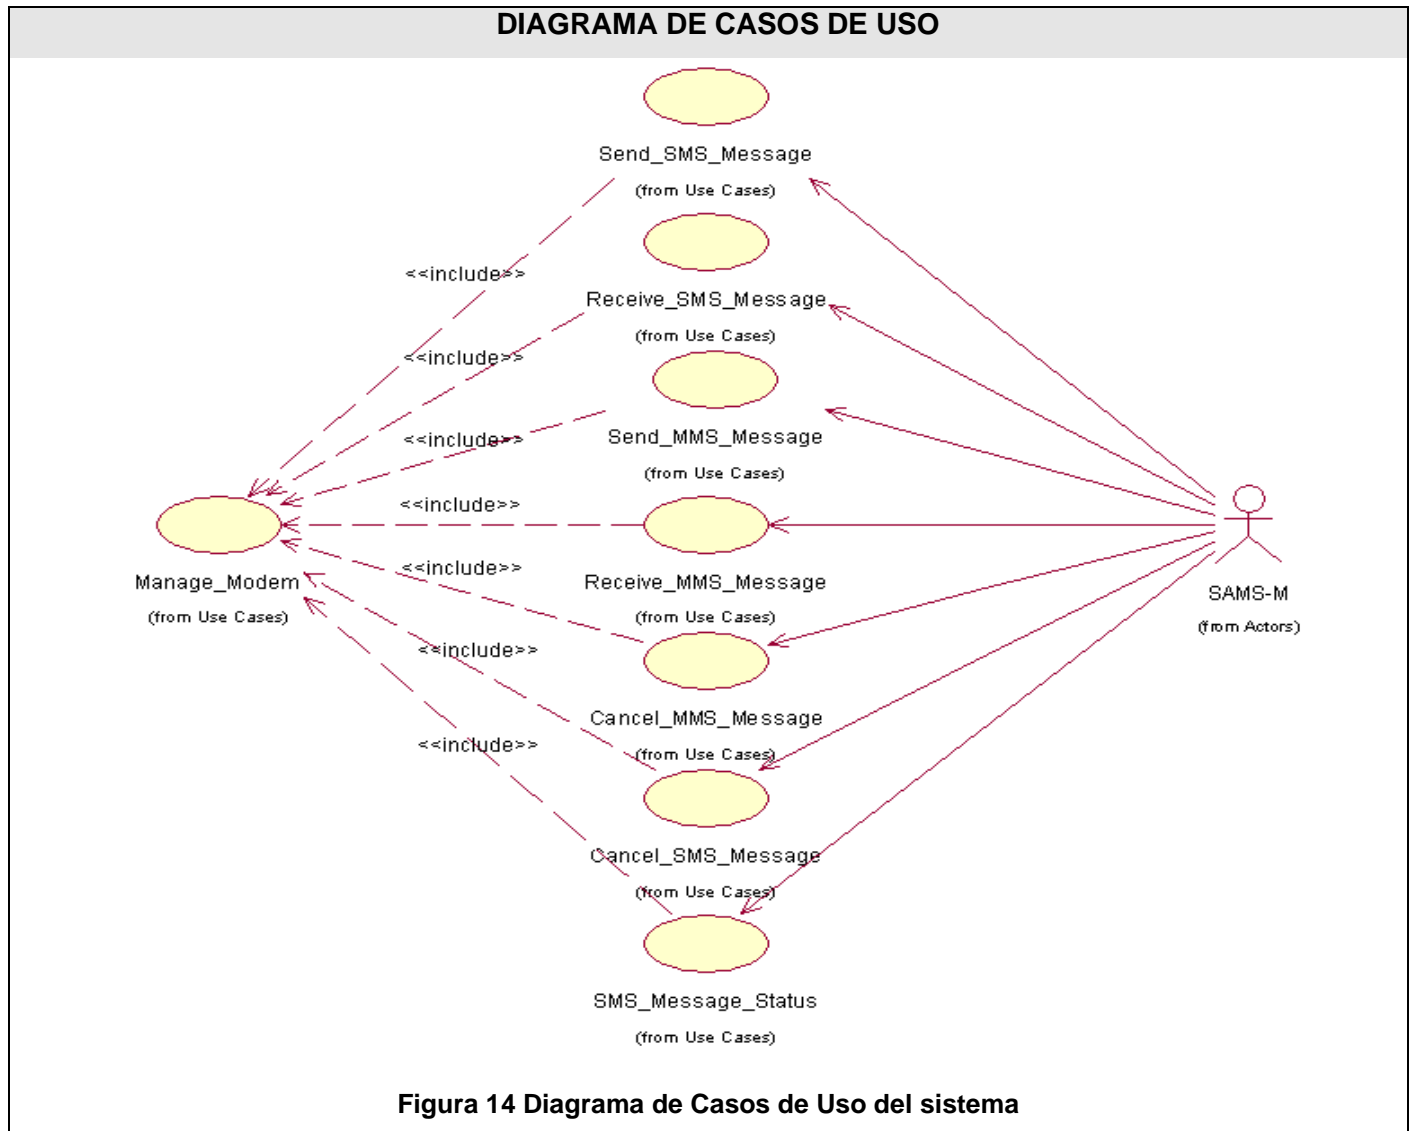 DIAGRAMA DE CASOS DE USO
Send_SMS_Message
(from Use Cases)
<<include>>
Receive_SMS_Message
(from Use Cases)
<<include>>
Send_MMS_Message
(from Use Cases)
<<include>>
<<include>>
Manage_Modem
(from Use Cases)
Receive_MMS_Message
(from Use Cases)
SAMS-M
(from Actors)
<<include>>
<<include>>
Cancel_MMS_Message
(from Use Cases)
<<include>>
Cancel_SMS_Message
(from Use Cases)
SMS_Message_Status
(from Use Cases)
Figura 14 Diagrama de Casos de Uso del sistema